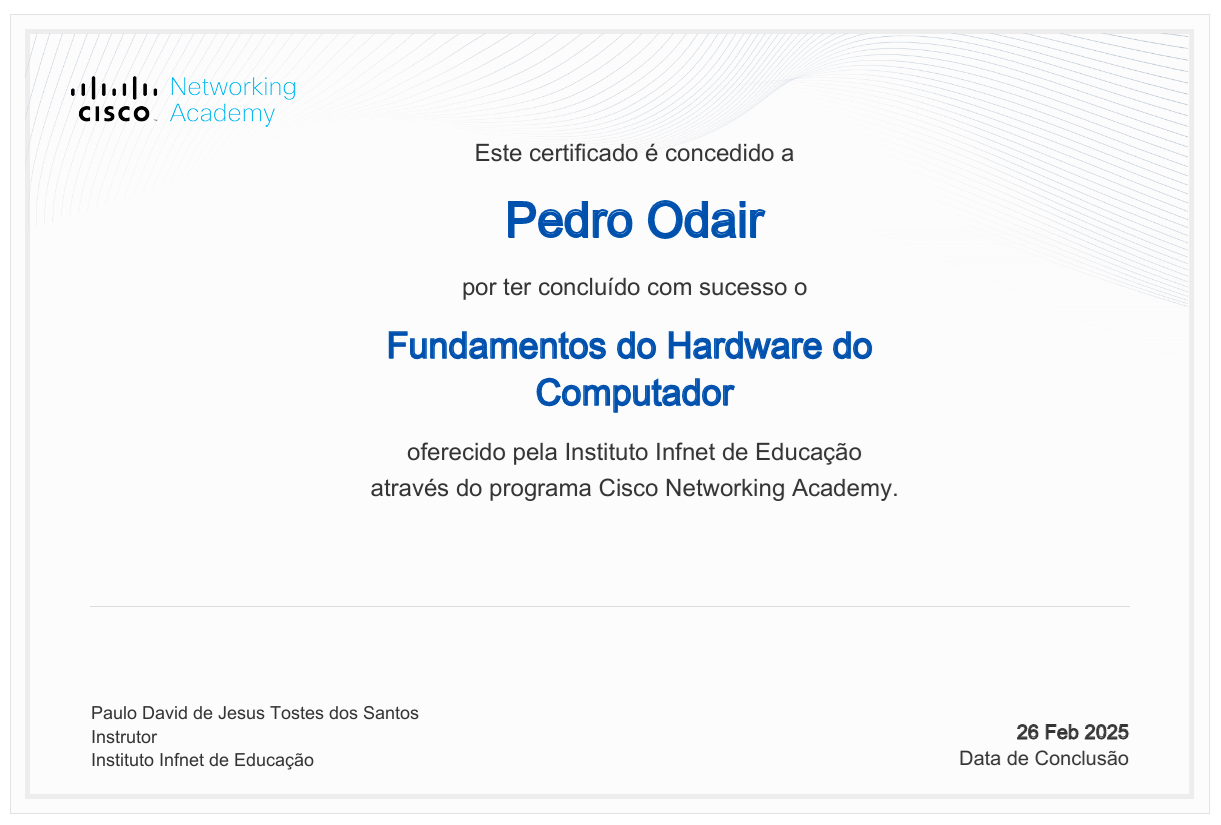 Networking
CISCO Academy
Este certificado é concedido a
Pedro Odair
por ter concluído com sucesso o
Fundamentos do Hardware do
Computador
oferecido pela Instituto Infnet de Educação
através do programa Cisco Networking Academy.
Paulo David de Jesus Tostes dos Santos
Instrutor
Instituto Infnet de Educação
26 Feb 2025
Data de Conclusão